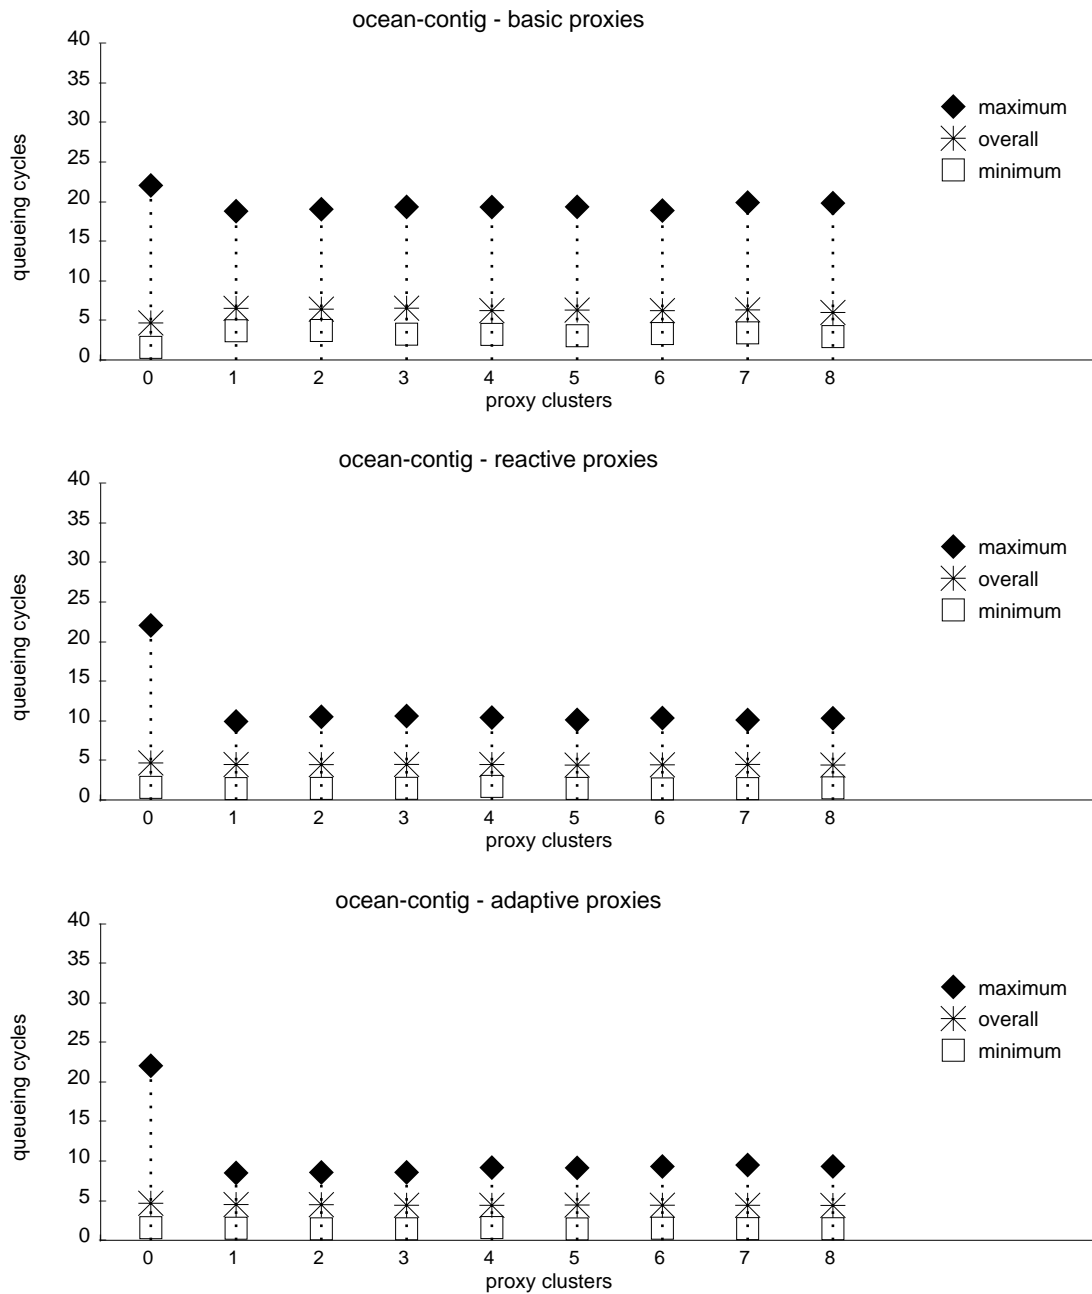 ocean-contig - basic proxies
40
35
30
25
20
15
10
5
0
queueing cycles
maximum
overall
minimum
0 1 2 3 4 5 6 7 8
proxy clusters
ocean-contig - reactive proxies
40
35
30
25
20
15
10
5
0
queueing cycles
maximum
overall
minimum
0 1 2 3 4 5 6 7 8
proxy clusters
ocean-contig - adaptive proxies
40
35
30
25
20
15
10
5
0
queueing cycles
maximum
overall
minimum
0 1 2 3 4 5 6 7 8
proxy clusters